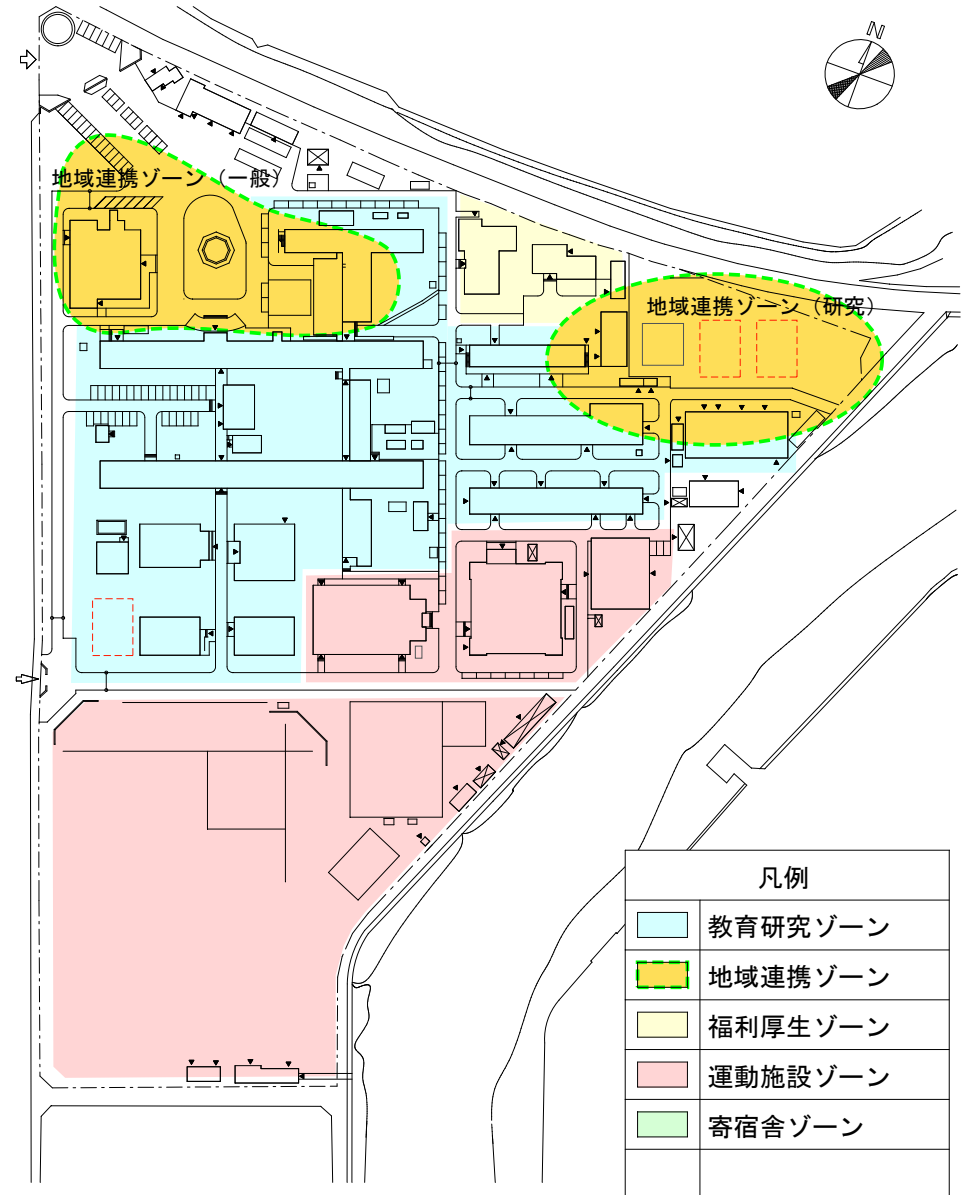 N
地域連携ゾーン（一般）
地域連携ゾーン（研究）
凡例
教育研究ゾーン
地域連携ゾーン
福利厚生ゾーン
運動施設ゾーン
寄宿舎ゾーン